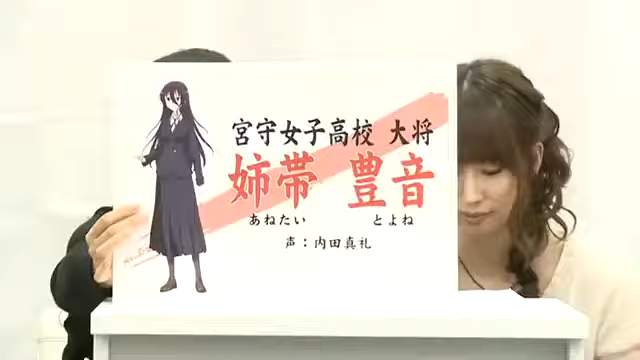 宮守女子高校 大将
姉帯 豊音
あねたい とよね
声：内田真礼